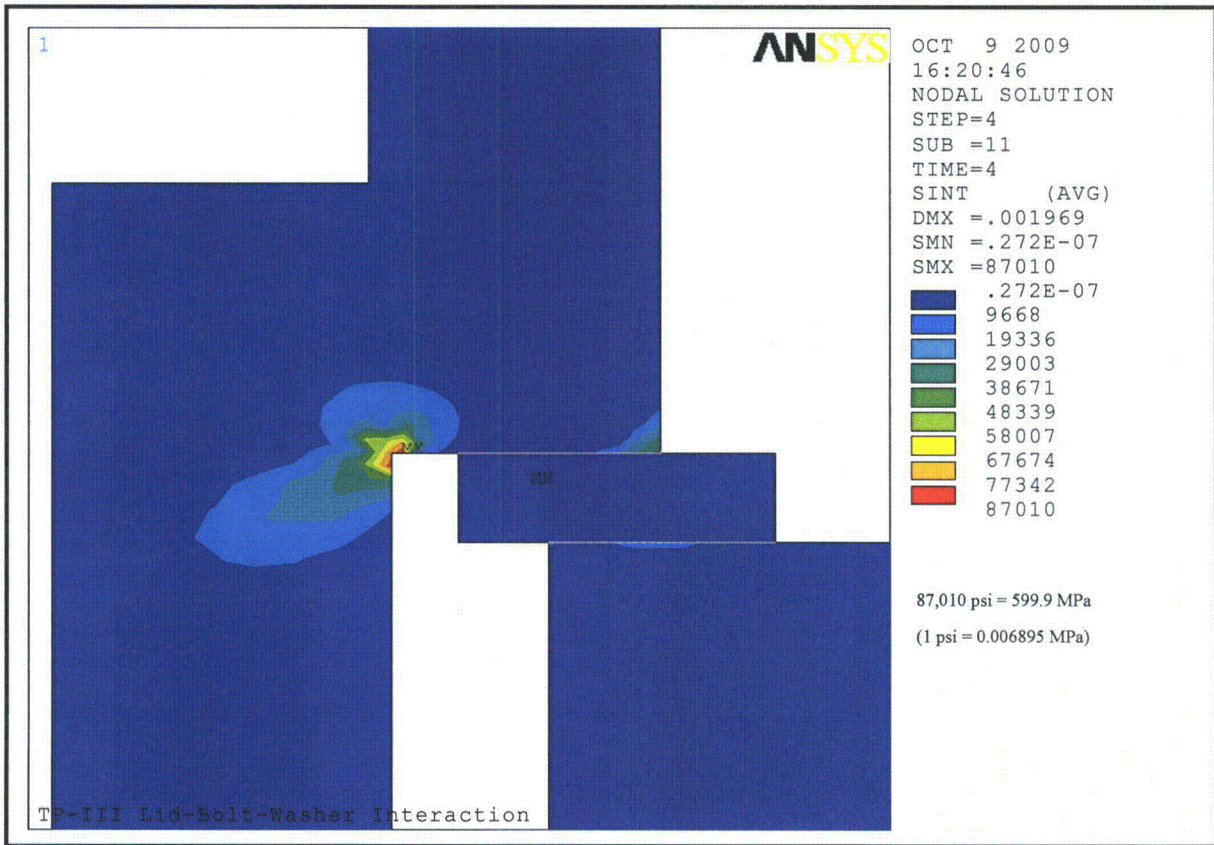 1
ANSYS
OCT 9 2009
16:20:46
NODAL SOLUTION
STEP=4
SUB =11
TIME=4
SINT (AVG)
DMX =.001969
SMN =.272E-07
SMX =87010
.272E-07
9668
19336
29003
38671
48339
58007
67674
77342
87010
87,010 psi = 599.9 MPa
(1 psi = 0.006895 MPa)
MX
MN
TP-III Lid-Bolt-Washer Interaction